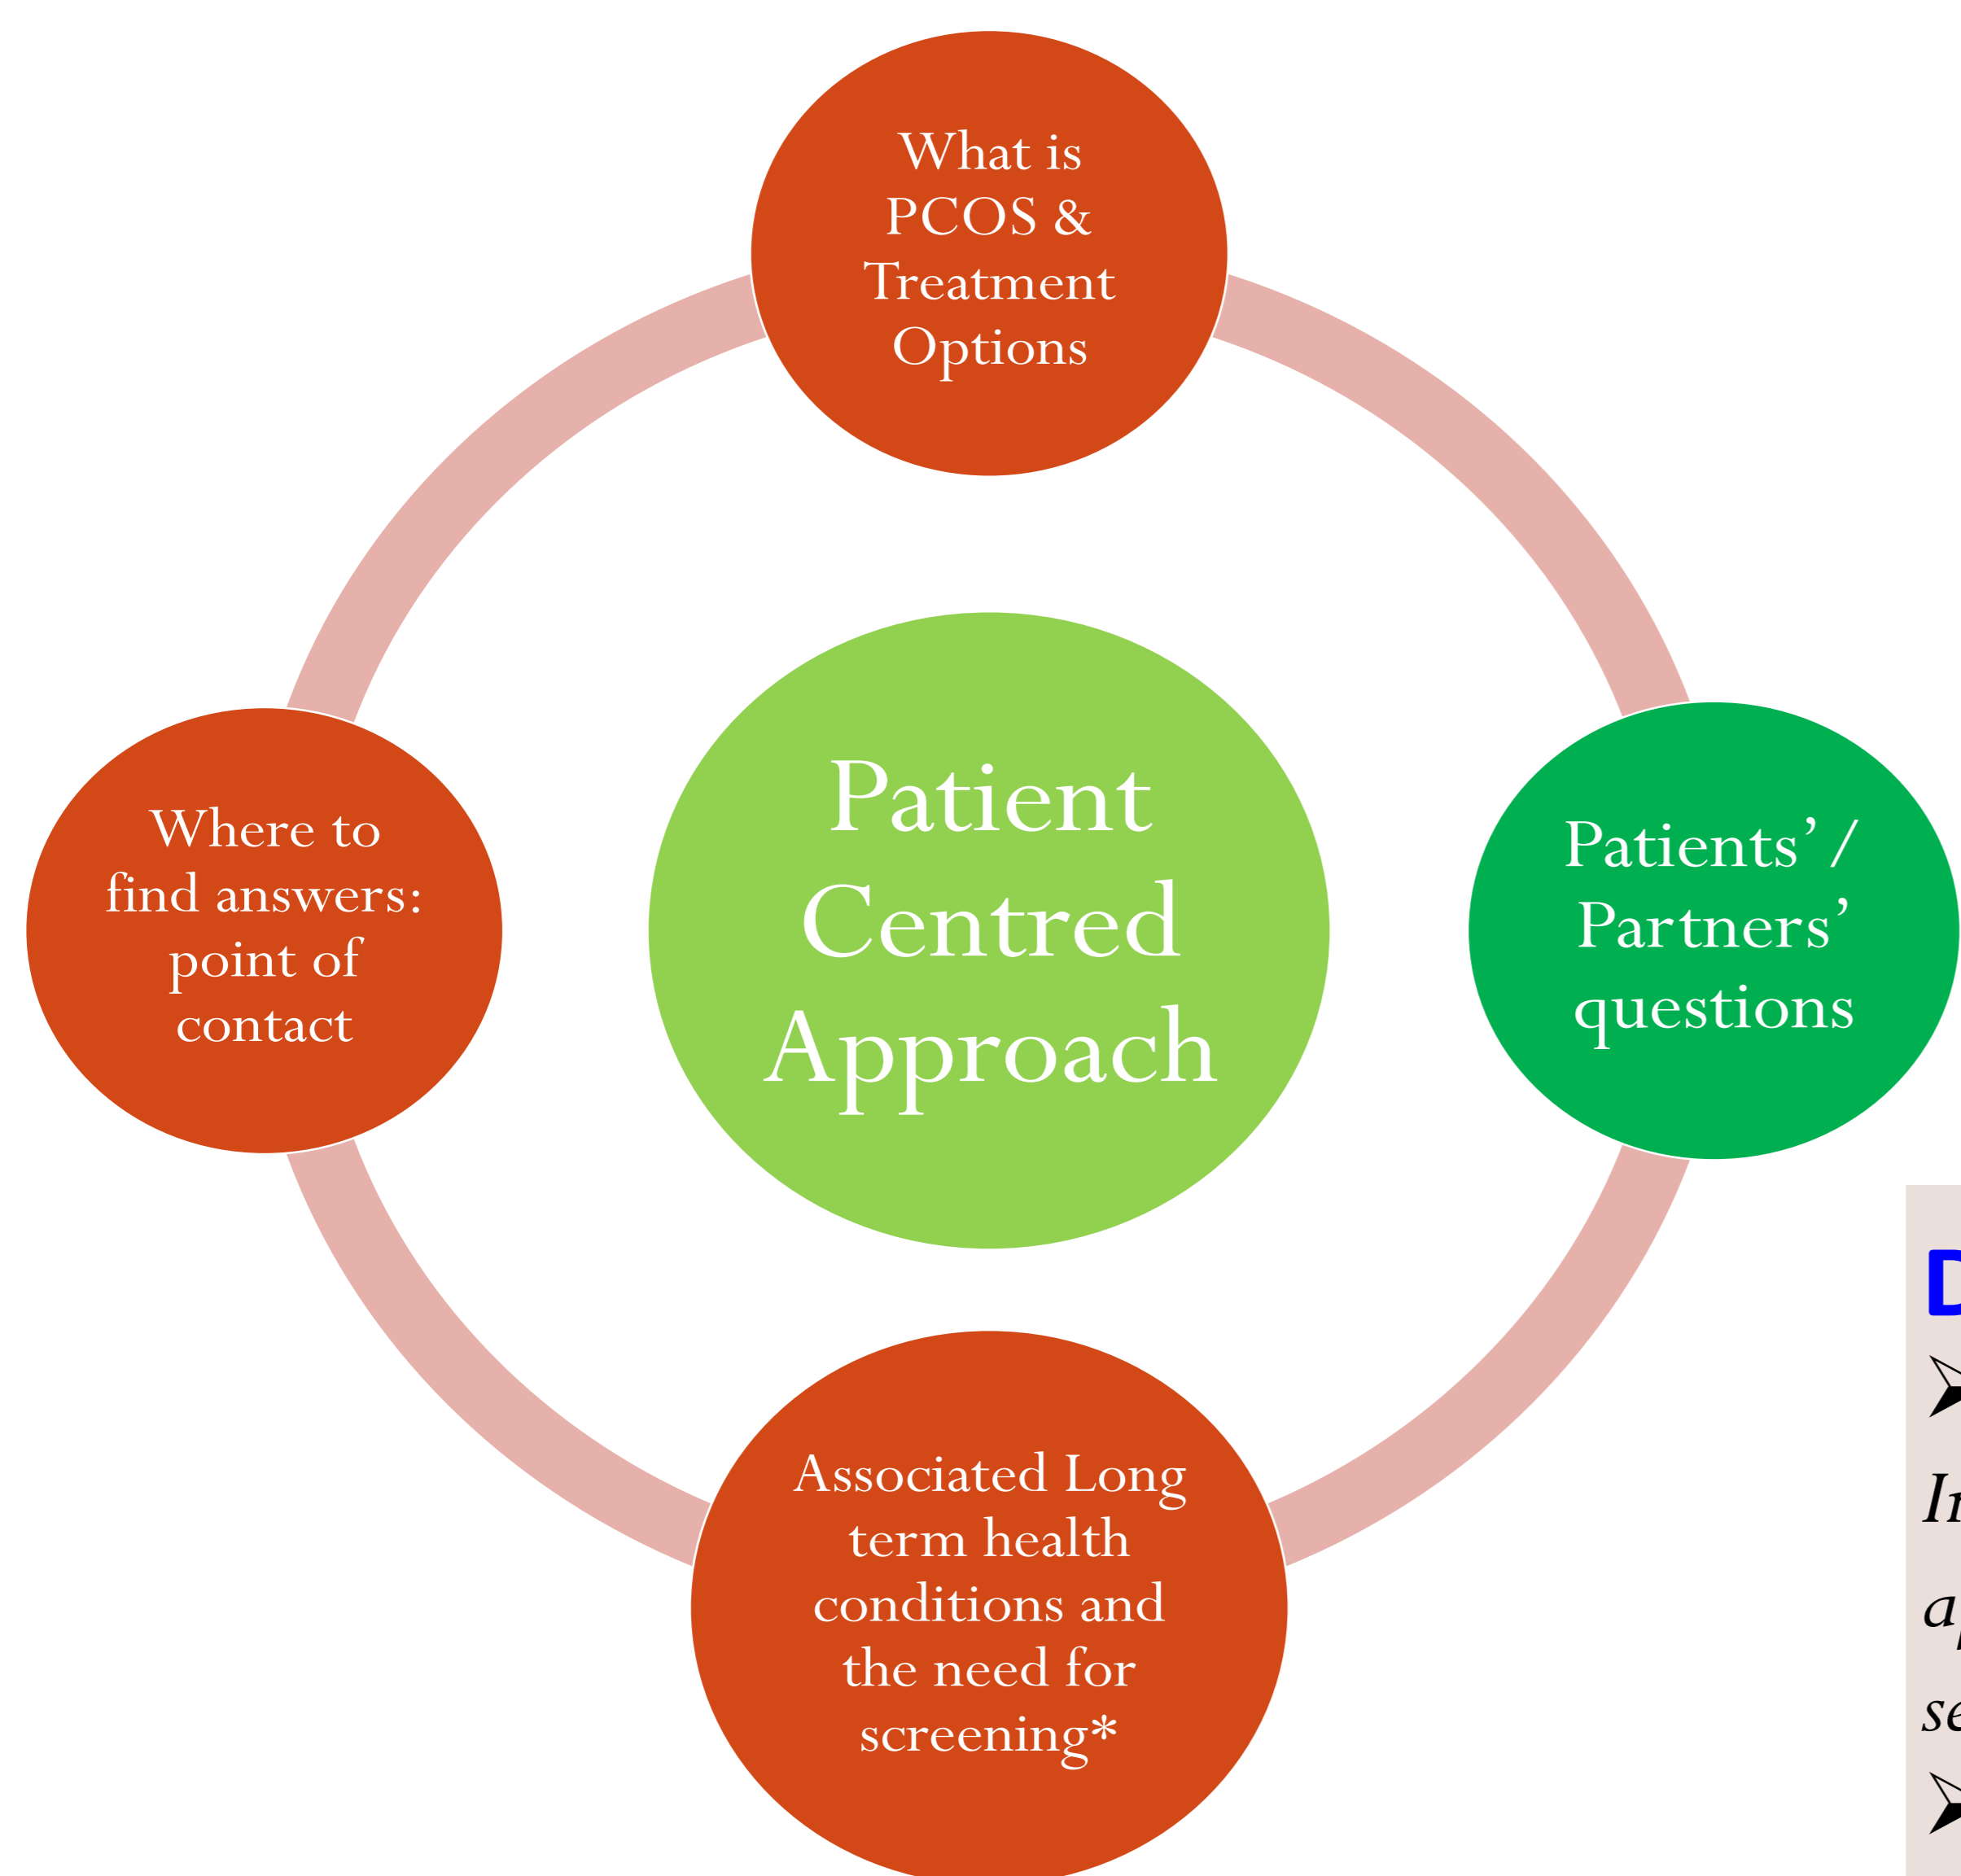 What is
PCOS &
Treatment
Options
Patient
Centred
Approach
Patients’ /
Partners’
questions
Where to
find answers:
point of
contact
Associated Long
term health
conditions and
the need for
screening*